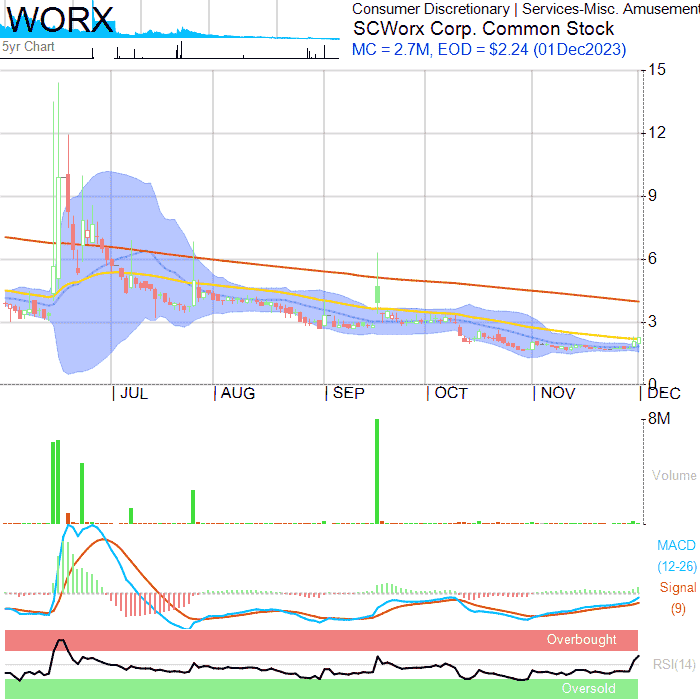 WORX
5yr Chart
Consumer Discretionary | Services-Misc. Amusement
SCWorx Corp. Common Stock
MC = 2.7M, EOD = $2.24 (01Dec2023)
15
12
9
6
3
0
JUL
AUG
SEP
OCT
NOV
DEC
8M
Volume
MACD
(12-26)
Signal
(9)
Overbought
RSI(14)
Oversold